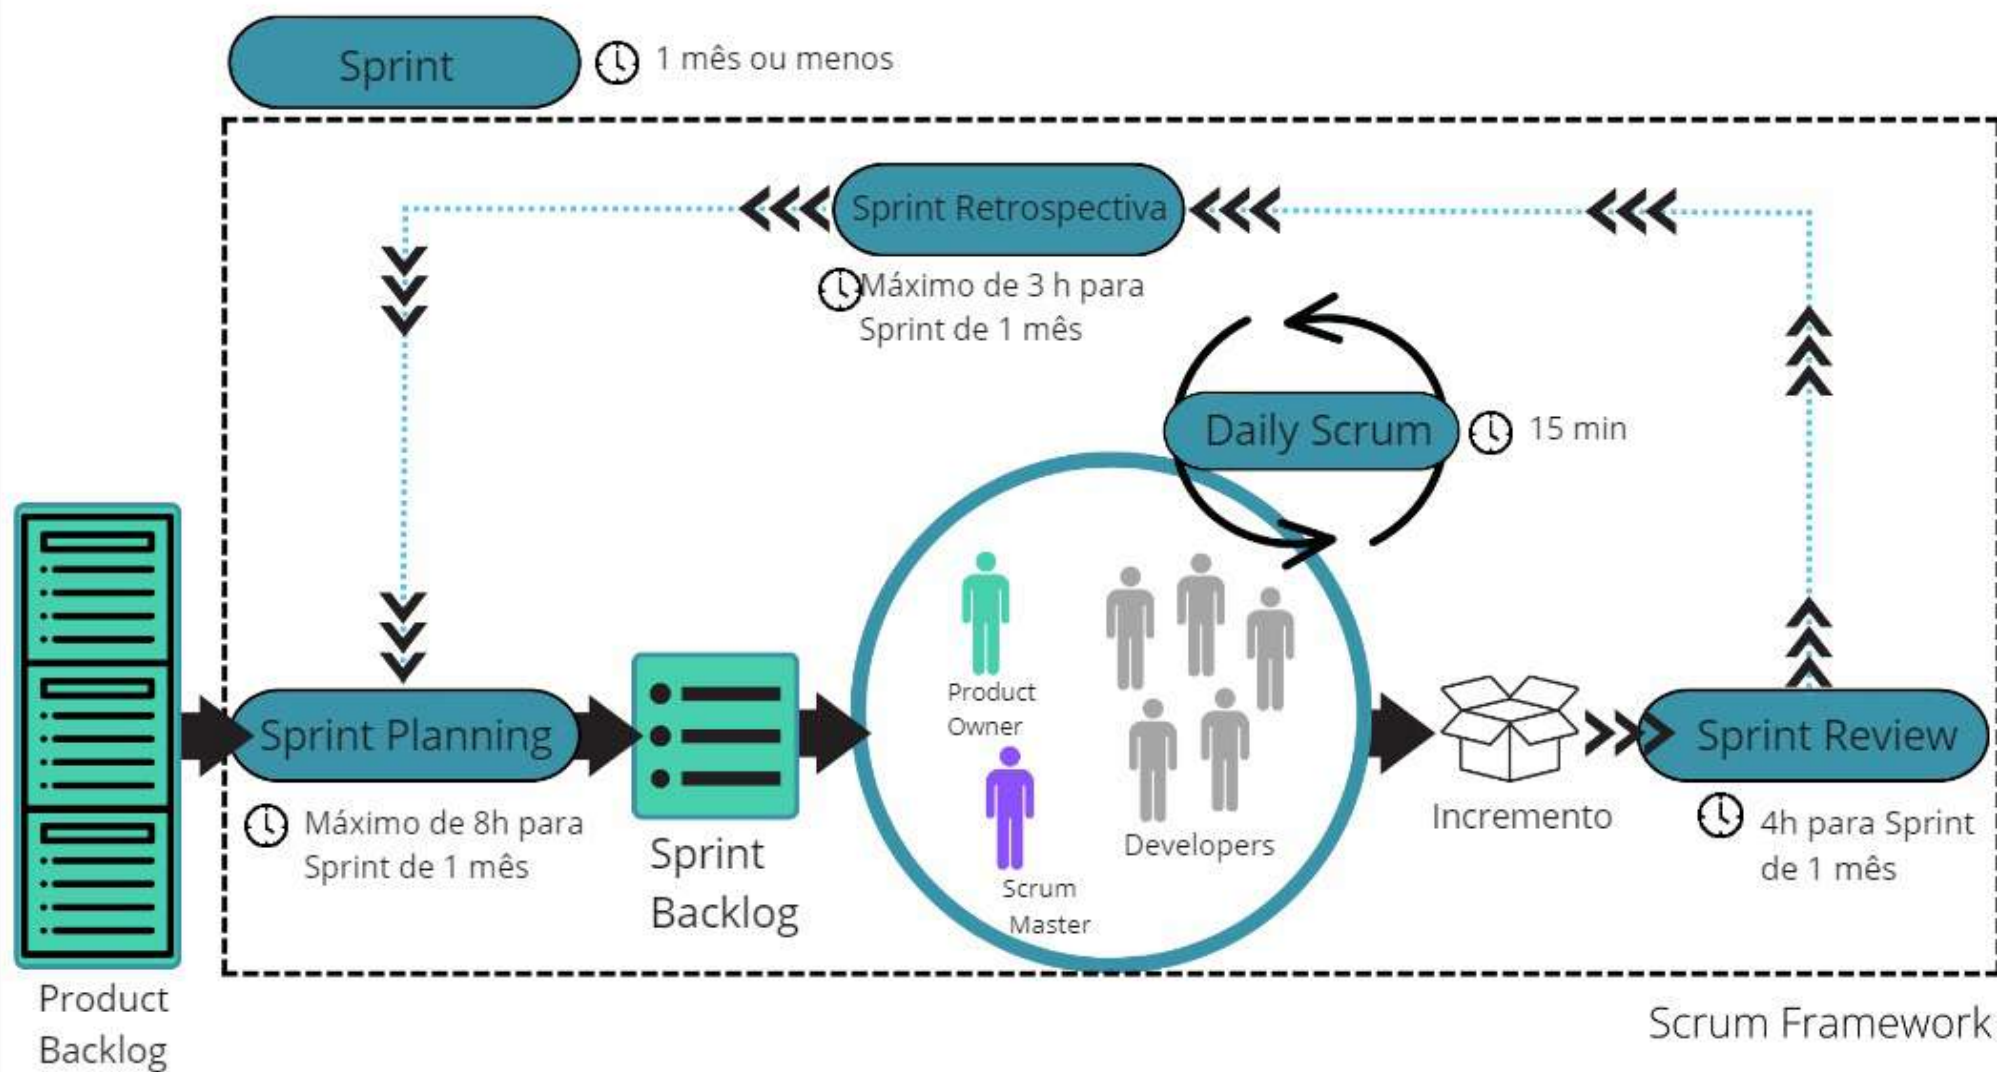 Sprint
1 mês ou menos
Sprint Retrospectiva
Máximo de 3 h para
Sprint de 1 mês
Daily Scrum
15 min
Product
Backlog
Sprint Planning
Máximo de 8h para
Sprint de 1 mês
Sprint
Backlog
Product
Owner
Scrum
Master
Developers
Incremento
Sprint Review
4h para Sprint
de 1 mês
Scrum Framework